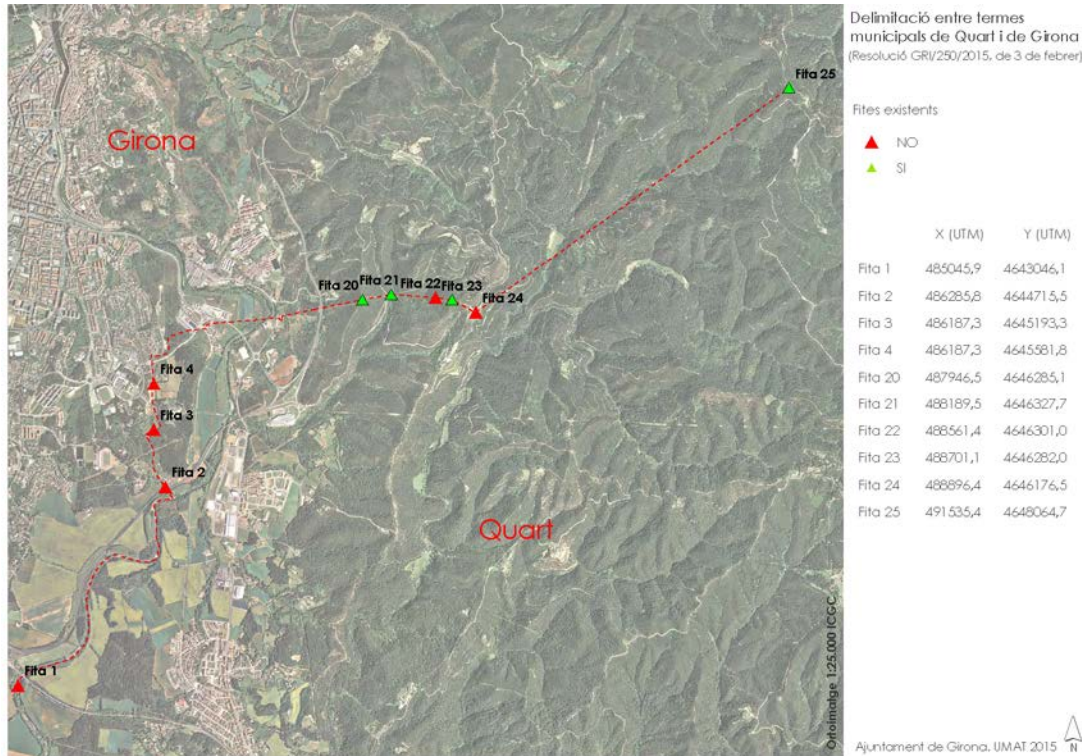 Delimitació entre termes
municipals de Quart i de Girona
(Resolució GRI/250/2015, de 3 de febrer)
Fites existents
NO
SI
X (UTM) Y (UTM)
Fita 1 485045,9 4643046,1
Fita 2 486285,8 4644715,5
Fita 3 486187,3 4645193,3
Fita 4 486187,3 4645581,8
Fita 20 487946,5 4646285,1
Fita 21 488189,5 4646327,7
Fita 22 488561,4 4646301,0
Fita 23 488701,1 4646282,0
Fita 24 488896,4 4646176,5
Fita 25 491535,4 4648064,7
Fita 25
Girona
Fita 20
Fita 21
Fita 22
Fita 23
Fita 24
Fita 4
Fita 3
Fita 2
Quart
Fita 1
Ortoimatge 1:25.000 ICGC
Ajuntament de Girona. UMAT 2015
N